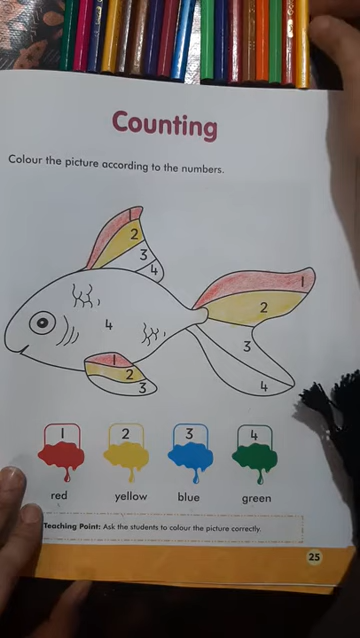 Counting
Colour the picture according to the numbers.
1
2
3
4
1
2
3
4
4
1
2
3
1 2 3 4
red yellow blue green
Teaching Point: Ask the students to colour the picture correctly.
25